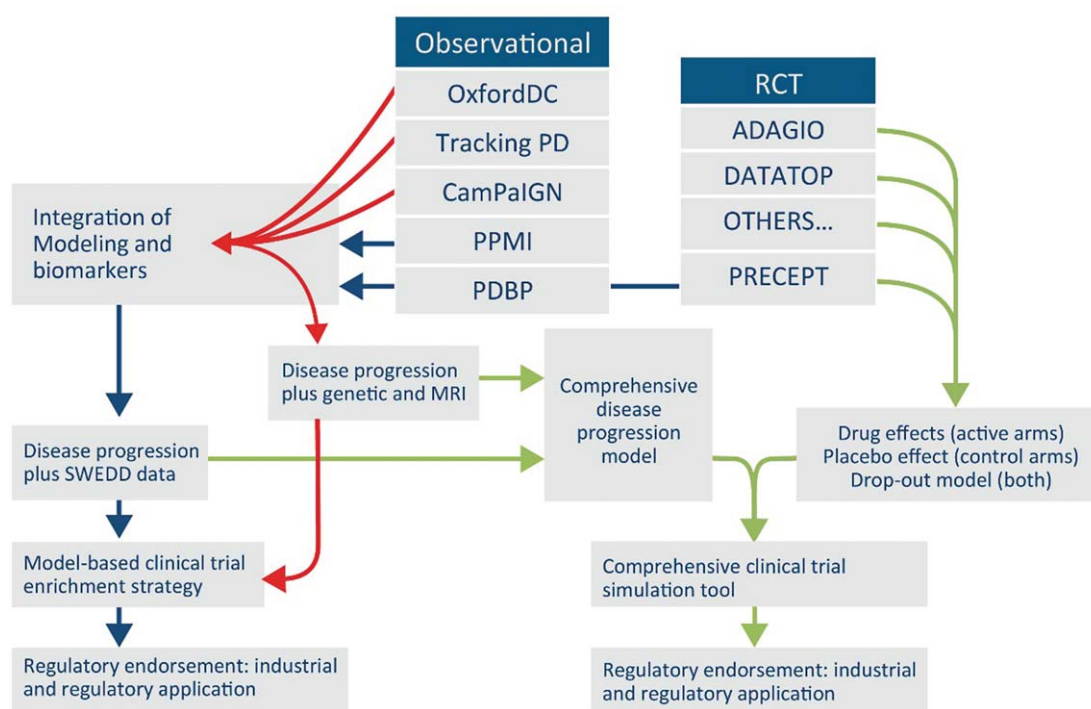 Observational
OxfordDC
Tracking PD
CamPaIGN
PPMI
PDBP
RCT
ADAGIO
DATATOP
OTHERS...
PRECEPT
Integration of
Modeling and
biomarkers
Disease progression
plus genetic and MRI
Comprehensive
disease
progression
model
Drug effects (active arms)
Placebo effect (control arms)
Drop-out model (both)
Disease progression
plus SWEDD data
Model-based clinical trial
enrichment strategy
Comprehensive clinical trial
simulation tool
Regulatory endorsement: industrial
and regulatory application
Regulatory endorsement: industrial
and regulatory application